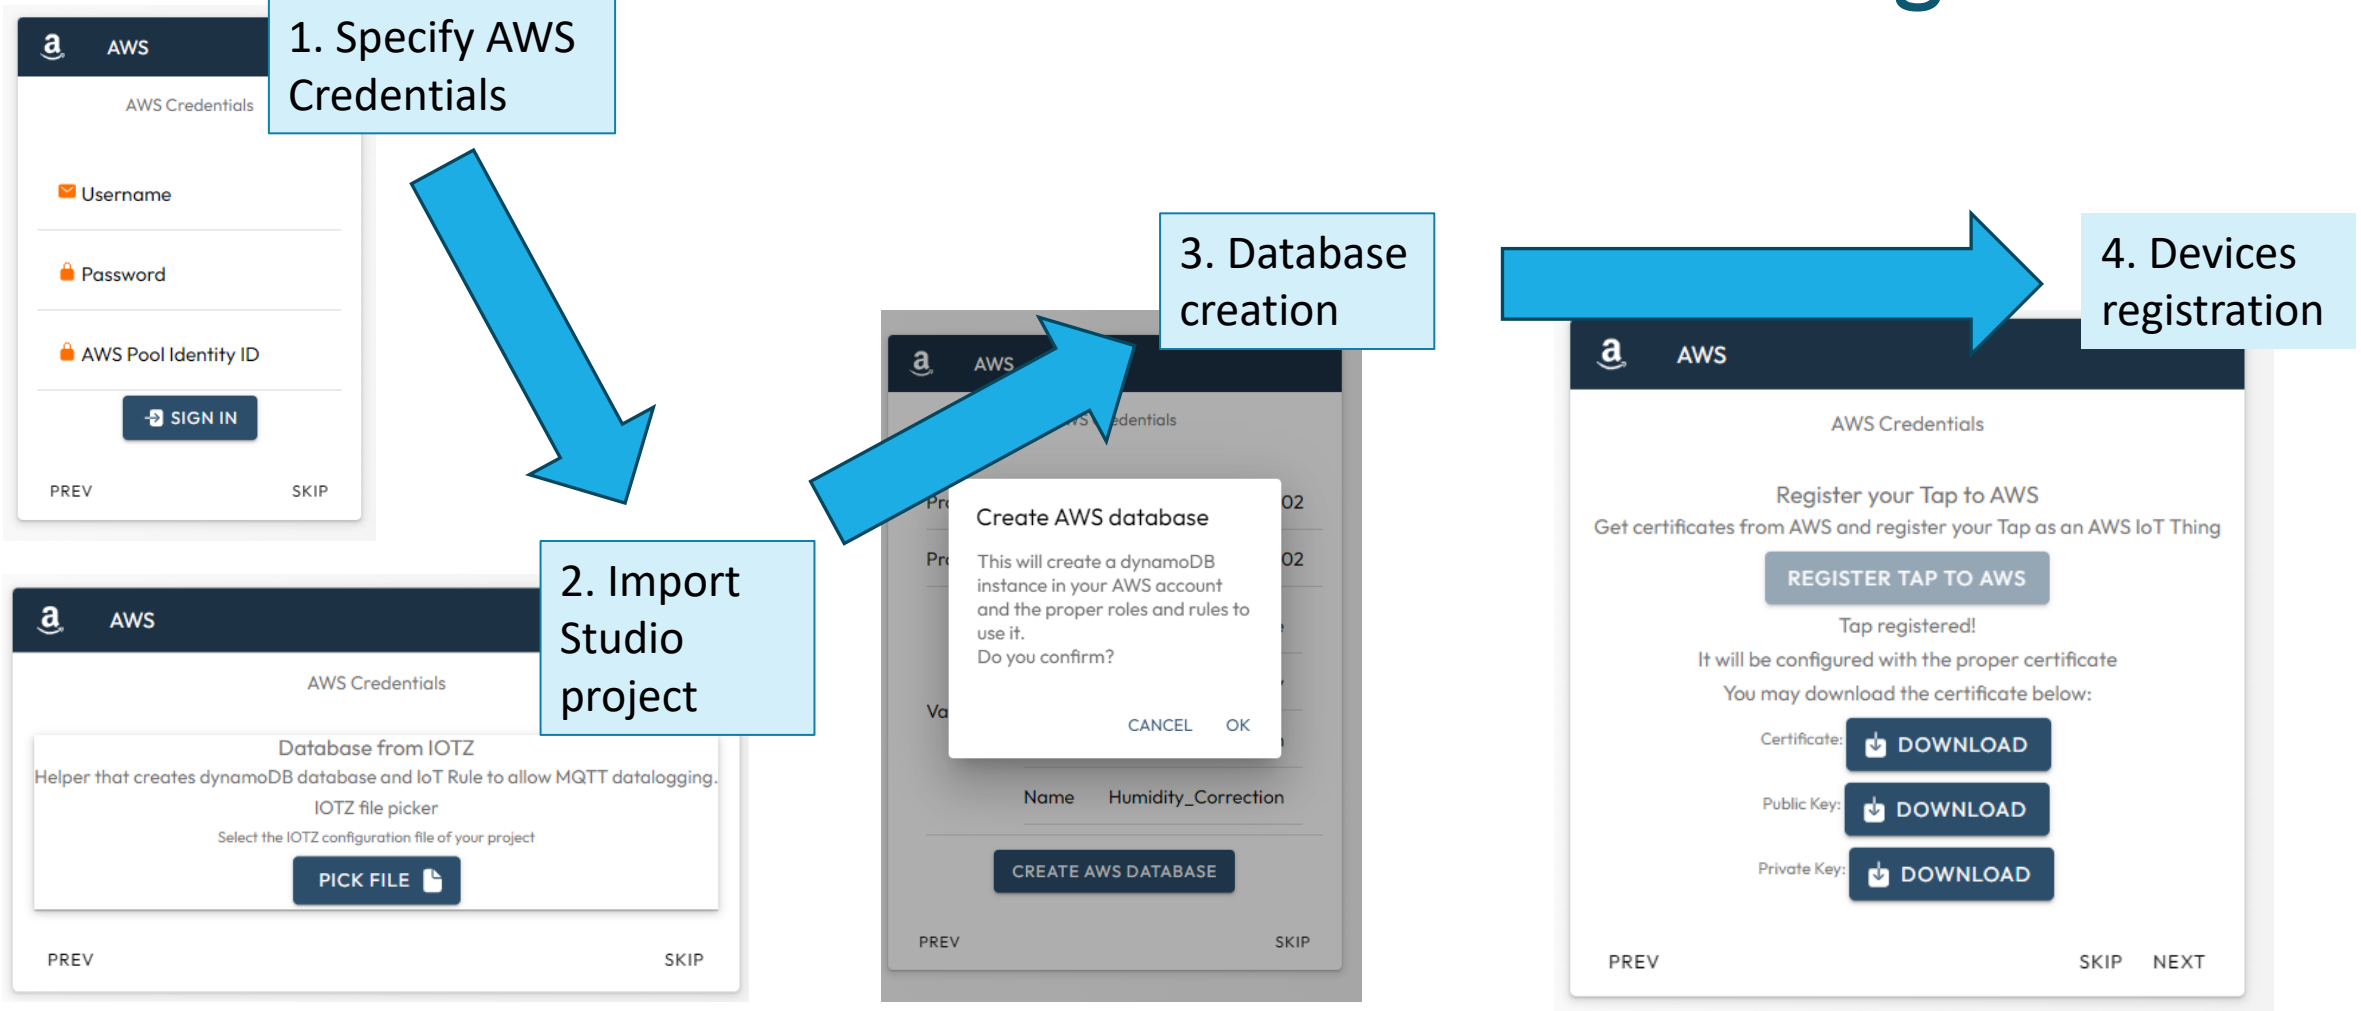 AWS
1. Specify AWS
Credentials
AWS Credentials
Username
Password
AWS Pool Identity ID
SIGN IN
PREV SKIP
2. Import
Studio
project
AWS
AWS Credentials
Database from IOTZ
Helper that creates dynamoDB database and IoT Rule to allow MQTT datalogging.
IOTZ file picker
Select the IOTZ configuration file of your project
PICK FILE
PREV SKIP
3. Database
creation
AWS
02
02
Create AWS database
This will create a dynamoDB
instance in your AWS account
and the proper roles and rules to
use it.
Do you confirm?
CANCEL OK
Name Humidity_Correction
CREATE AWS DATABASE
PREV SKIP
4. Devices
registration
AWS
AWS Credentials
Register your Tap to AWS
Get certificates from AWS and register your Tap as an AWS IoT Thing
REGISTER TAP TO AWS
Tap registered!
It will be configured with the proper certificate
You may download the certificate below:
Certificate: DOWNLOAD
Public Key: DOWNLOAD
Private Key: DOWNLOAD
PREV SKIP NEXT